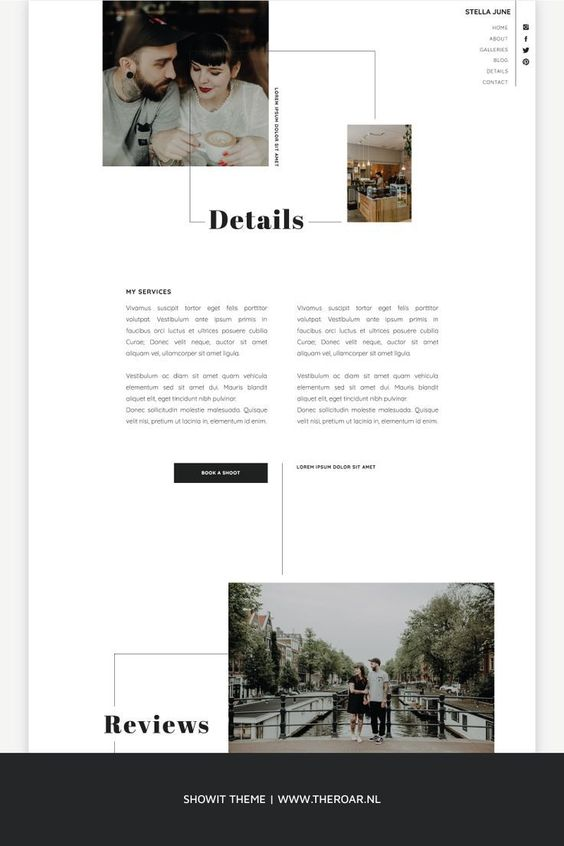 STELLA JUNE
HOME
ABOUT
GALLERIES
BLOG
DETAILS
CONTACT
LOREM IPSUM DOLOR SIT AMET
Details
MY SERVICES
Vivamus suscipit tortor eget felis porttitor
volutpat. Vestibulum ante ipsum primis in
faucibus orci luctus et ultrices posuere cubilia
Curae; Donec velit neque, auctor sit amet
aliquam vel, ullamcorper sit amet ligula.
Vestibulum ac diam sit amet quam vehicula
elementum sed sit amet dui. Mauris blandit
aliquet elit, eget tincidunt nibh pulvinar.
Donec sollicitudin molestie malesuada. Quisque
velit nisi, pretium ut lacinia in, elementum id enim.
Vivamus suscipit tortor eget felis porttitor
volutpat. Vestibulum ante ipsum primis in
faucibus orci luctus et ultrices posuere cubilia
Curae; Donec velit neque, auctor sit amet
aliquam vel, ullamcorper sit amet ligula.
Vestibulum ac diam sit amet quam vehicula
elementum sed sit amet dui. Mauris blandit
aliquet elit, eget tincidunt nibh pulvinar.
Donec sollicitudin molestie malesuada. Quisque
velit nisi, pretium ut lacinia in, elementum id enim.
BOOK A SHOOT
LOREM IPSUM DOLOR SIT AMET
Reviews
SHOWIT THEME | WWW.THEROAR.NL